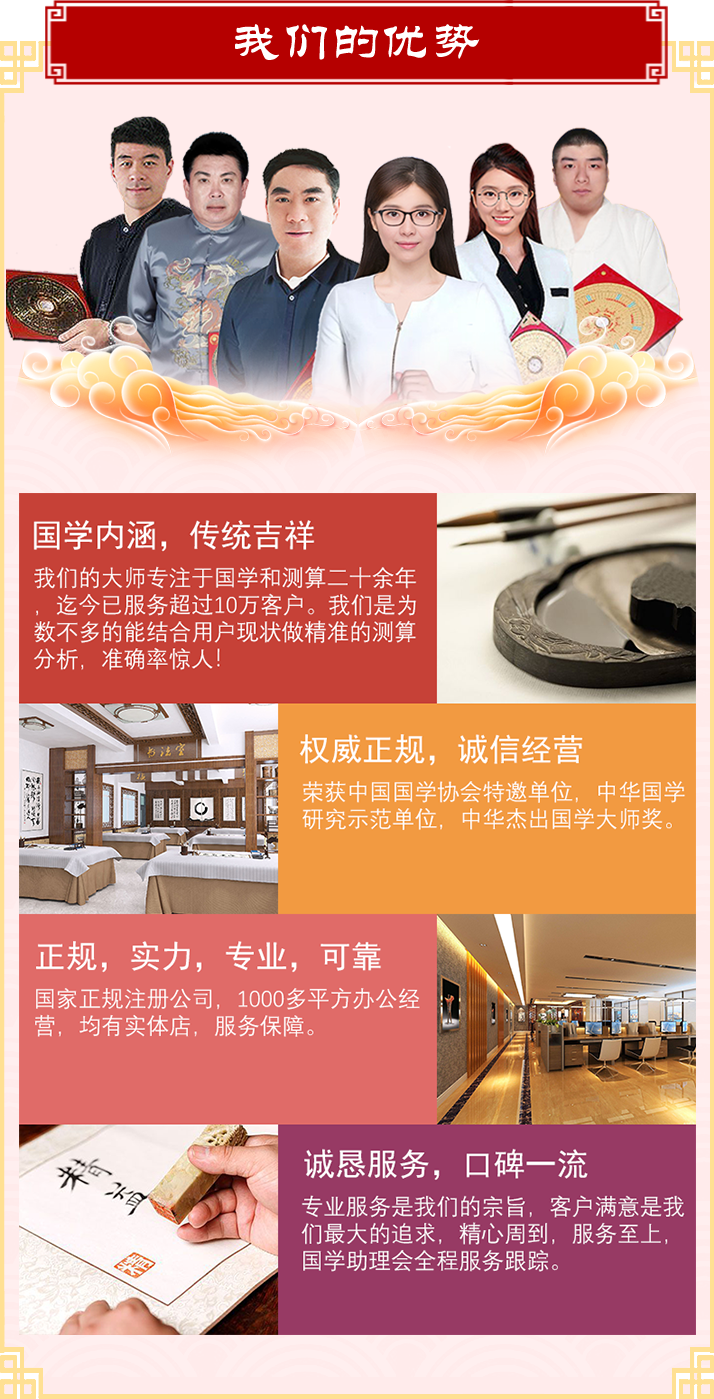 我们的优势
国学内涵，传统吉祥
我们的大师专注于国学和测算二十余年
，迄今已服务超过10万客户。我们是为
数不多的能结合用户现状做精准的测算
分析，准确率惊人！
书法室
权威正规，诚信经营
荣获中国国学协会特邀单位，中华国学
研究示范单位，中华杰出国学大师奖。
正规，实力，专业，可靠
国家正规注册公司，1000多平方办公经
营，均有实体店，服务保障。
诚恳服务，口碑一流
专业服务是我们的宗旨，客户满意是我
们最大的追求，精心周到，服务至上，
国学助理会全程服务跟踪。